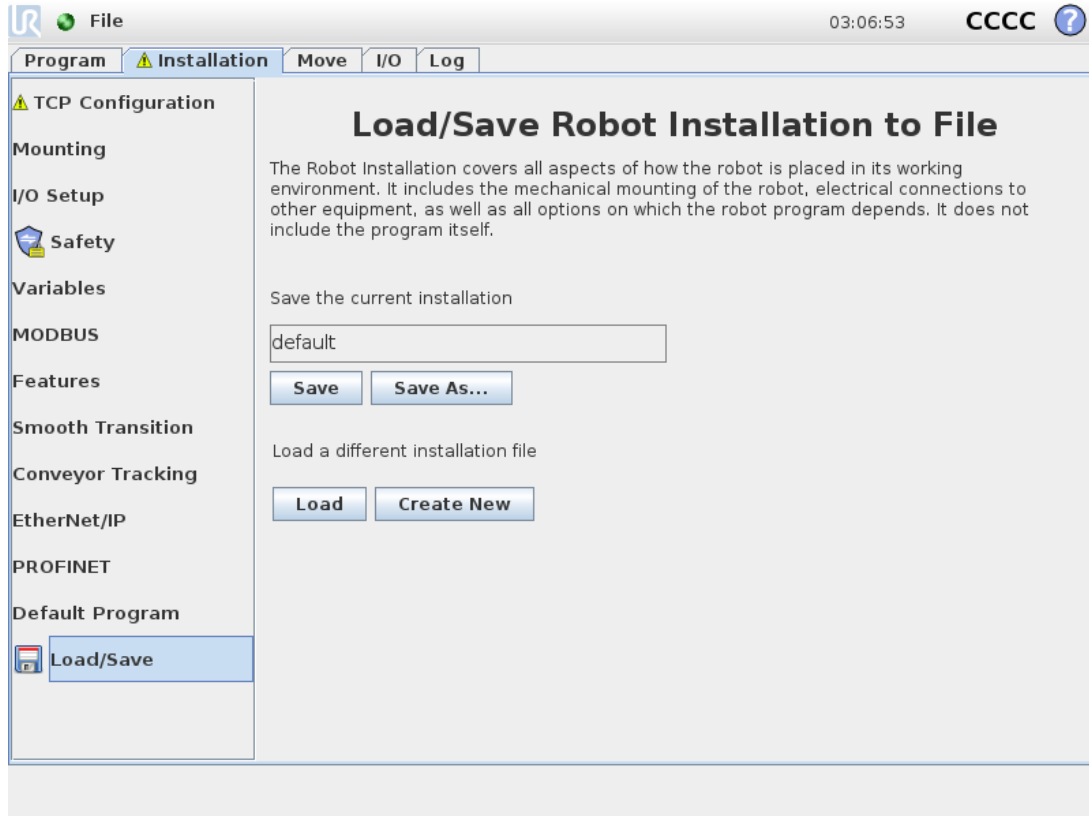 UR File 03:06:53 CCCC ?
Program Installation Move I/O Log
TCP Configuration
Mounting
I/O Setup
Safety
Variables
MODBUS
Features
Smooth Transition
Conveyor Tracking
EtherNet/IP
PROFINET
Default Program
Load/Save
Load/Save Robot Installation to File
The Robot Installation covers all aspects of how the robot is placed in its working
environment. It includes the mechanical mounting of the robot, electrical connections to
other equipment, as well as all options on which the robot program depends. It does not
include the program itself.
Save the current installation
default
Save Save As...
Load a different installation file
Load Create New